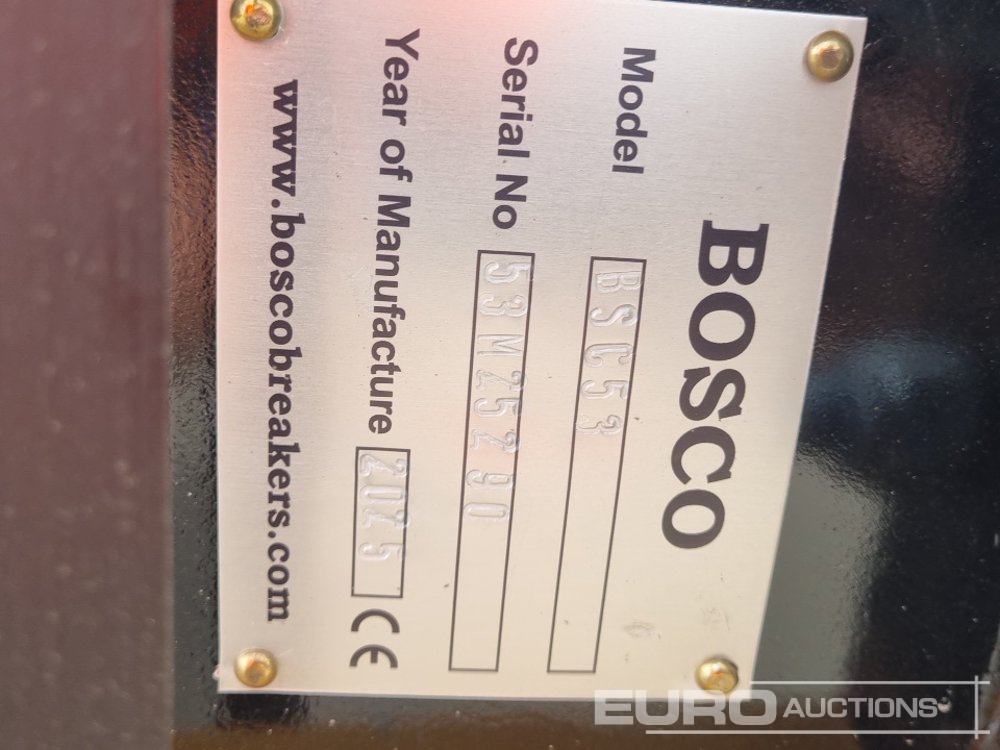 BOSCO
Model BSC53
Serial No 53M25290
Year of Manufacture 2025 CE
www.boscobreakers.com
EURO AUCTIONS